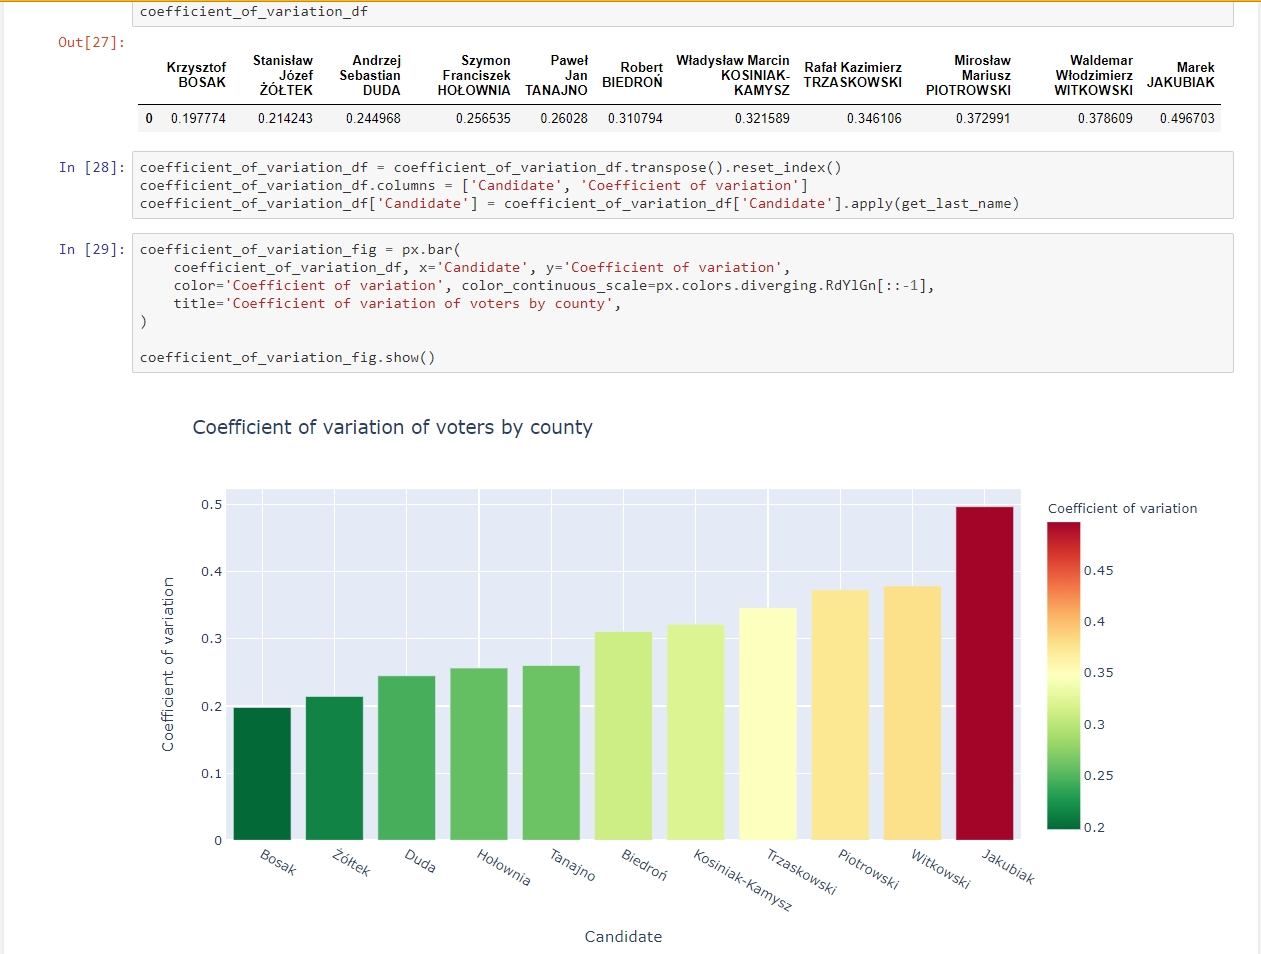 coefficient_of_variation_df
Out[27]:
Krzysztof BOSAK Stanisław Józef ŻÓŁTEK Andrzej Sebastian DUDA Szymon Franciszek HOŁOWNIA Paweł Jan TANAJNO Robert BIEDROŃ Władysław Marcin KOSINIAK-KAMYSZ Rafał Kazimierz TRZASKOWSKI Mirosław Mariusz PIOTROWSKI Waldemar Włodzimierz WITKOWSKI Marek JAKUBIAK
0 0.197774 0.214243 0.244968 0.256535 0.26028 0.310794 0.321589 0.346106 0.372991 0.378609 0.496703
In [28]:
coefficient_of_variation_df = coefficient_of_variation_df.transpose().reset_index()
coefficient_of_variation_df.columns = ['Candidate', 'Coefficient of variation']
coefficient_of_variation_df['Candidate'] = coefficient_of_variation_df['Candidate'].apply(get_last_name)
In [29]:
coefficient_of_variation_fig = px.bar(
    coefficient_of_variation_df, x='Candidate', y='Coefficient of variation',
    color='Coefficient of variation', color_continuous_scale=px.colors.diverging.RdYlGn[::-1],
    title='Coefficient of variation of voters by county',
)
coefficient_of_variation_fig.show()
Coefficient of variation of voters by county
Coefficient of variation
0.5
0.4
0.3
0.2
0.1
0
Bosak
Żółtek
Duda
Hołownia
Tanajno
Biedroń
Kosiniak-Kamysz
Trzaskowski
Piotrowski
Witkowski
Jakubiak
Candidate
Coefficient of variation
0.45
0.4
0.35
0.3
0.25
0.2